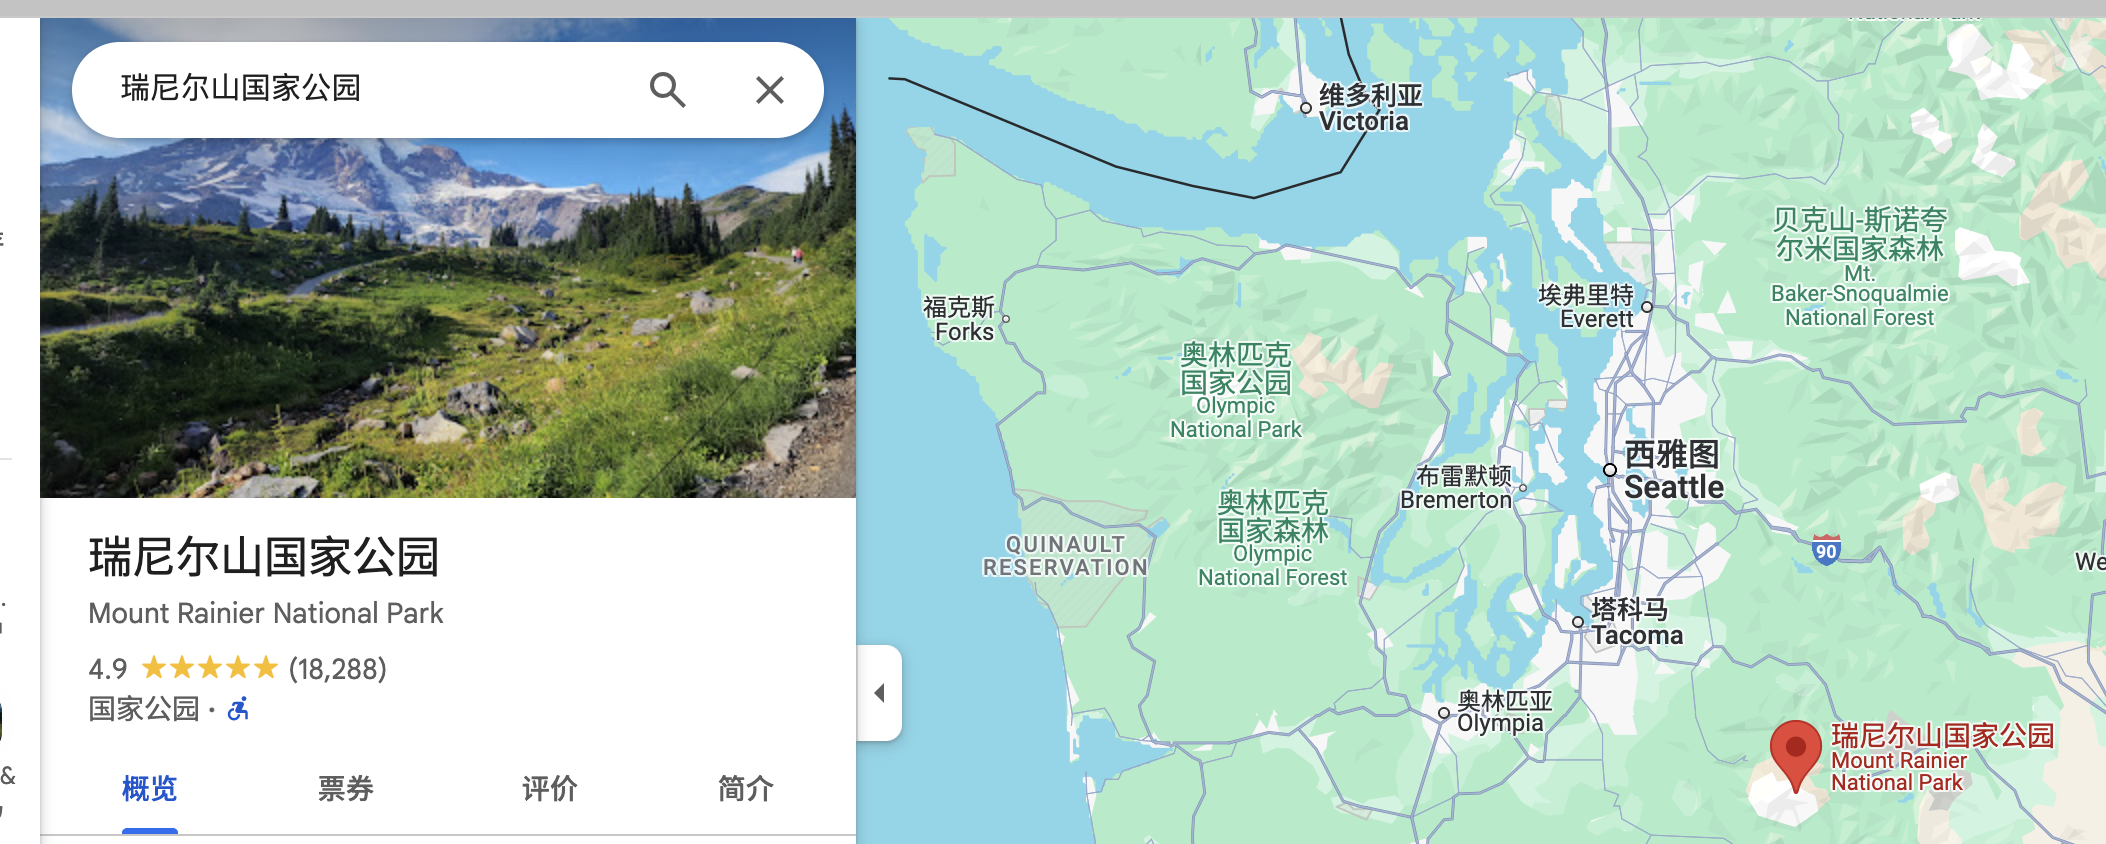 瑞尼尔山国家公园
瑞尼尔山国家公园
Mount Rainier National Park
4.9 ★★★★★ (18,288)
国家公园 ·
概览 票券 评价 简介
&
维多利亚
Victoria
贝克山-斯诺夸
尔米国家森林
Mt.
Baker-Snoqualmie
National Forest
埃弗里特
Everett
福克斯
Forks
奥林匹克
国家公园
Olympic
National Park
西雅图
Seattle
布雷默顿
Bremerton
奥林匹克
国家森林
Olympic
National Forest
QUINAULT
RESERVATION
90
We
塔科马
Tacoma
奥林匹亚
Olympia
瑞尼尔山国家公园
Mount Rainier
National Park